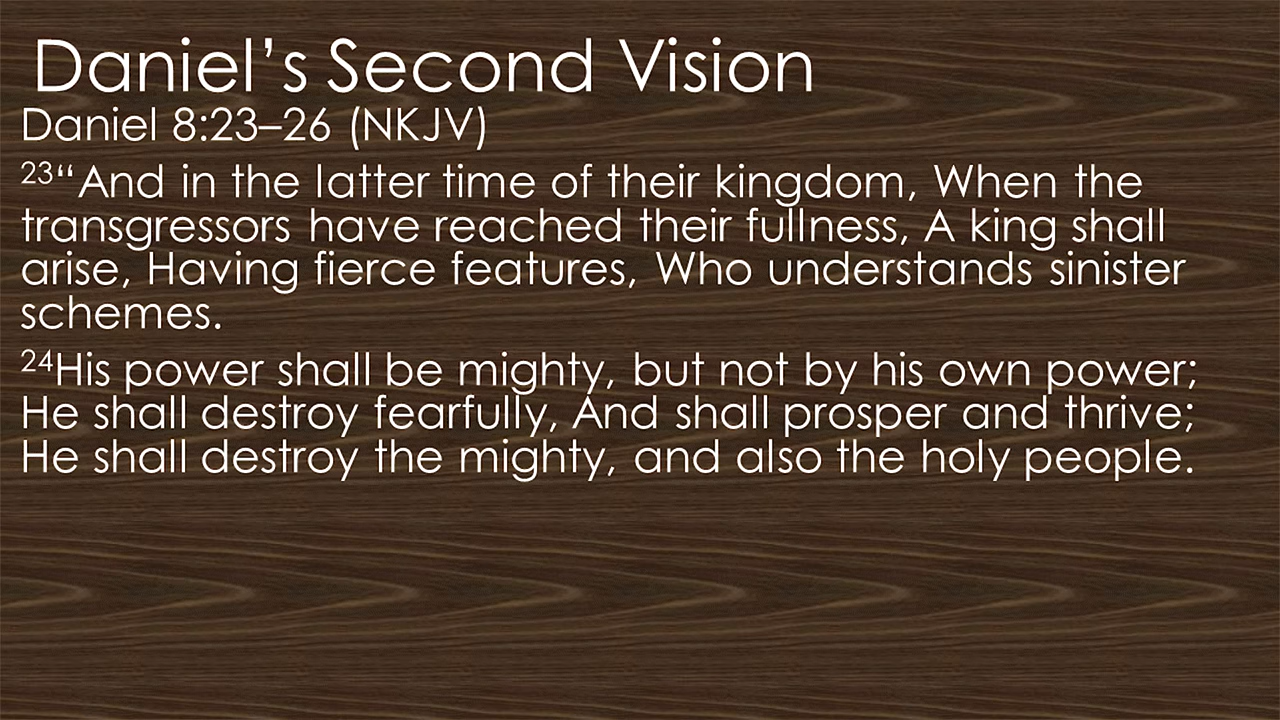 Daniel’s Second Vision
Daniel 8:23–26 (NKJV)
23“And in the latter time of their kingdom, When the
transgressors have reached their fullness, A king shall
arise, Having fierce features, Who understands sinister
schemes.
24His power shall be mighty, but not by his own power;
He shall destroy fearfully, And shall prosper and thrive;
He shall destroy the mighty, and also the holy people.